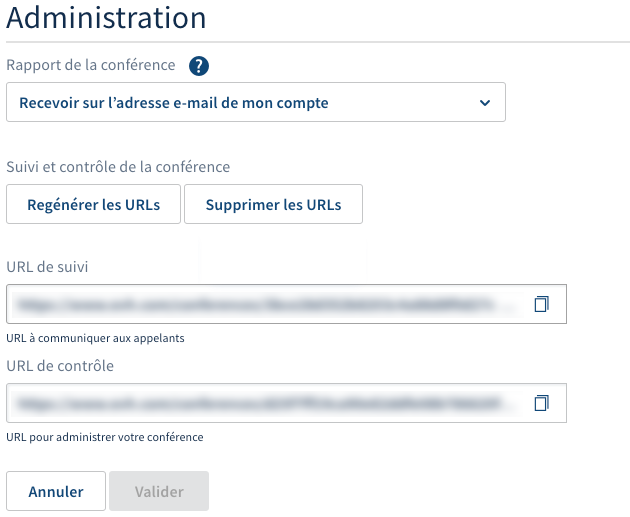 Administration
Rapport de la conférence ?
Recevoir sur l’adresse e-mail de mon compte
Suivi et contrôle de la conférence
Regénérer les URLs Supprimer les URLs
URL de suivi
URL à communiquer aux appelants
URL de contrôle
URL pour administrer votre conférence
Annuler Valider